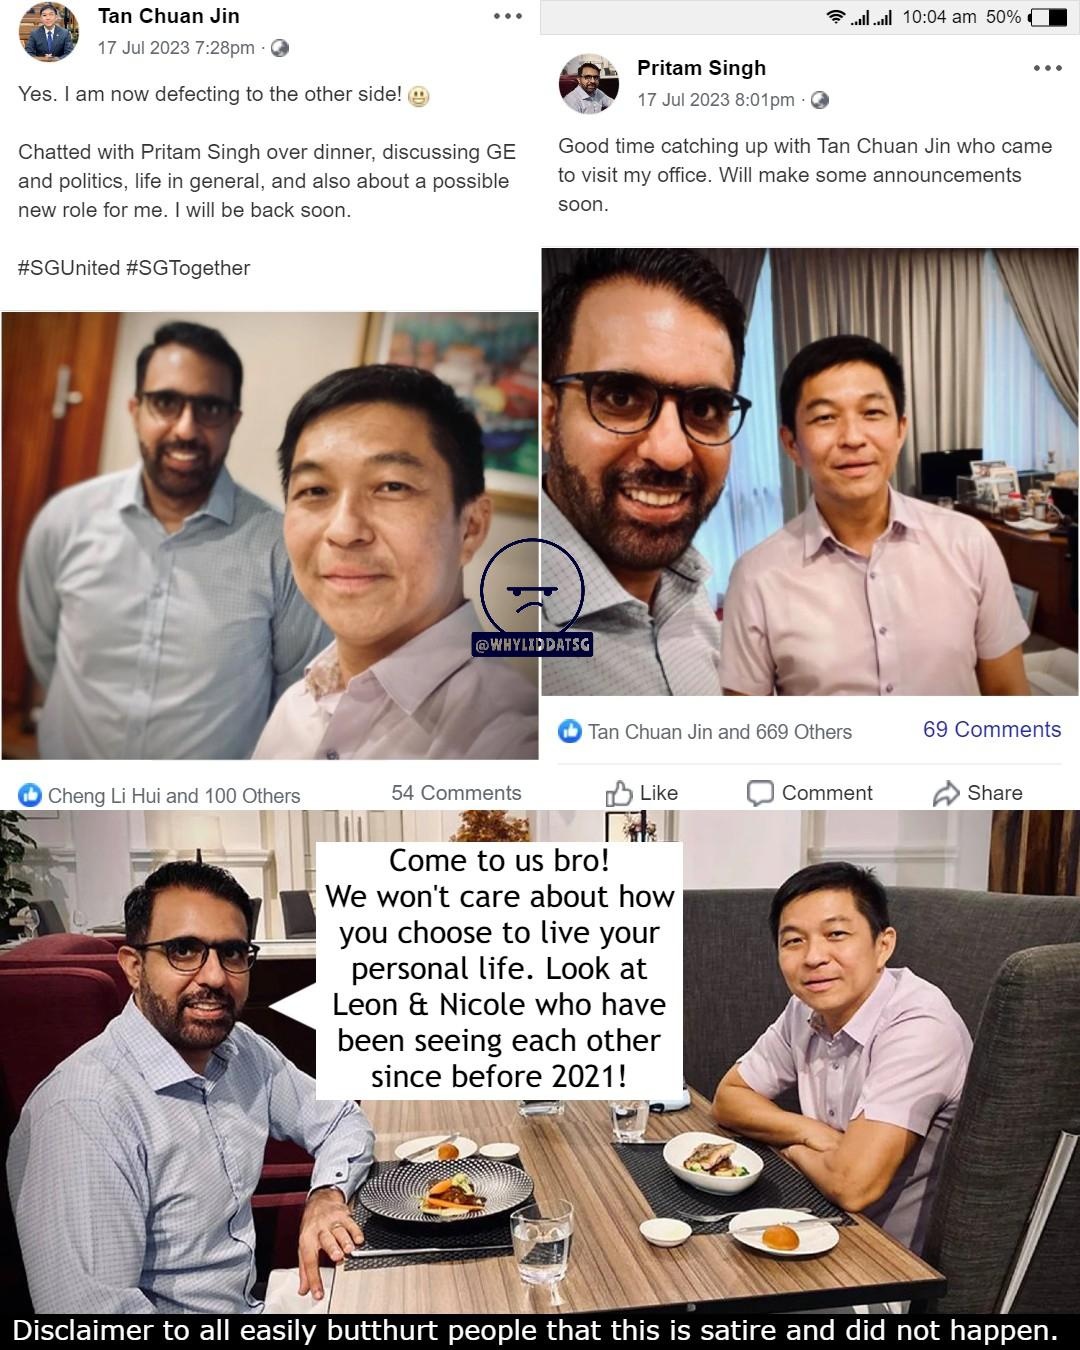 Tan Chuan Jin
17 Jul 2023 7:28pm ·
Yes. I am now defecting to the other side! 😃
Chatted with Pritam Singh over dinner, discussing GE
and politics, life in general, and also about a possible
new role for me. I will be back soon.
#SGUnited #SGTogether
Cheng Li Hui and 100 Others
54 Comments
10:04 am 50%
Pritam Singh
17 Jul 2023 8:01pm ·
Good time catching up with Tan Chuan Jin who came
to visit my office. Will make some announcements
soon.
@WHYLIDDATSG
Tan Chuan Jin and 669 Others
69 Comments
Like
Comment
Share
Come to us bro!
We won't care about how
you choose to live your
personal life. Look at
Leon & Nicole who have
been seeing each other
since before 2021!
Disclaimer to all easily butthurt people that this is satire and did not happen.